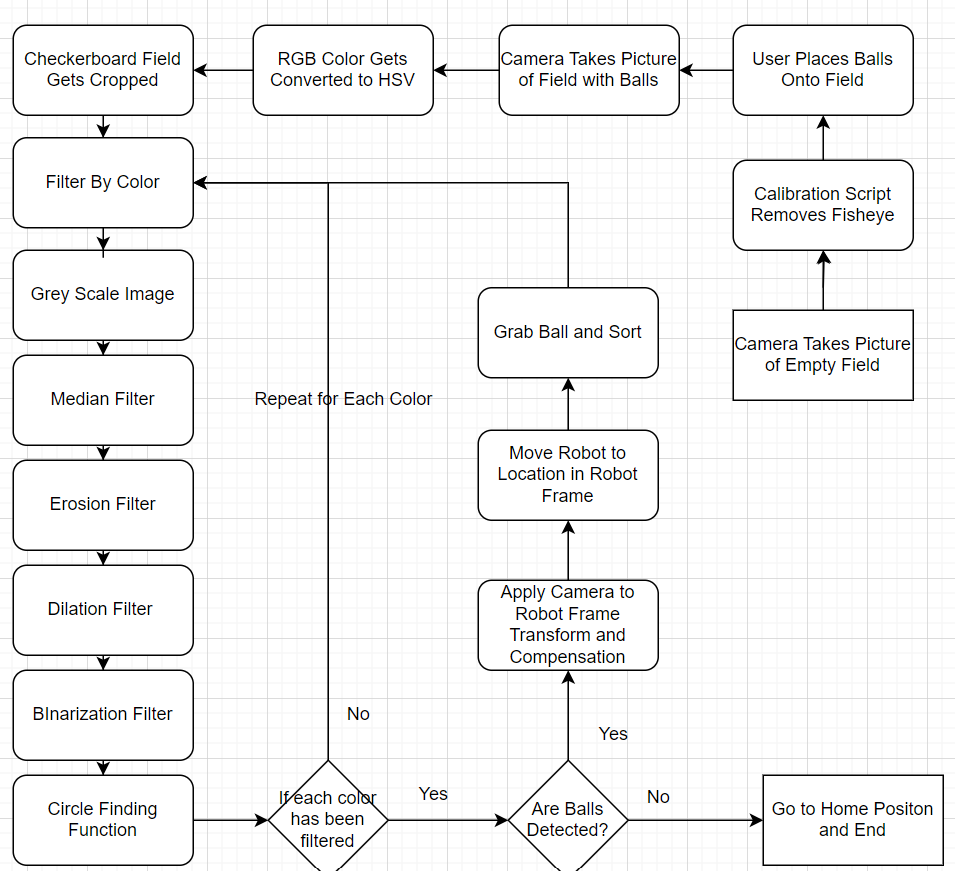 Checkerboard Field
Gets Cropped
RGB Color Gets
Converted to HSV
Camera Takes Picture
of Field with Balls
User Places Balls
Onto Field
Filter By Color
Calibration Script
Removes Fisheye
Grey Scale Image
Grab Ball and Sort
Camera Takes Picture
of Empty Field
Median Filter
Repeat for Each Color
Move Robot to
Location in Robot
Frame
Erosion Filter
Dilation Filter
Apply Camera to
Robot Frame
Transform and
Compensation
BInarization Filter
No
Yes
Circle Finding
Function
If each color
has been
filtered
Yes
Are Balls
Detected?
No
Go to Home Positon
and End